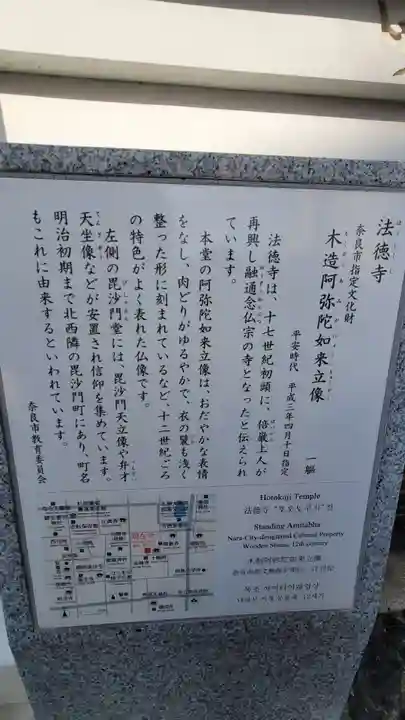 法徳寺
奈良市指定文化財
木造阿弥陀如来立像
一軀
平安時代 平成三年四月十日指定
法徳寺は、十七世紀初頭に、倍巌上人が
再興し融通念仏宗の寺となったと伝えられ
ています。
本堂の阿弥陀如来立像は、おだやかな表情
をなし、肉どりがゆるやかで、衣の襞も浅く
整った形に刻まれているなど、十二世紀ごろ
の特色がよく表れた仏像です。
左側の毘沙門堂には、毘沙門天立像や弁才
天坐像などが安置され信仰を集めています。
明治初期まで北西隣の毘沙門町にあり、町名
もこれに由来するといわれています。
奈良市教育委員会
Hotokuji Temple
Standing Amitabha
Nara-City-designated Cultural Property
Wooden Statue, 12th century